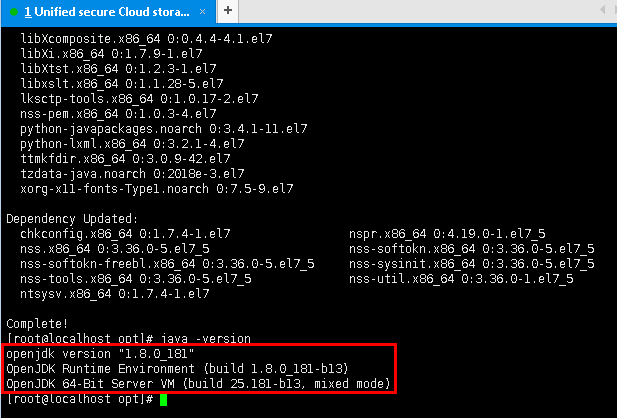 1 Unified secure Cloud stora... × +
libXcomposite.x86_64 0:0.4.4-4.1.el7
libXi.x86_64 0:1.7.9-1.el7
libXtst.x86_64 0:1.2.3-1.el7
libxslt.x86_64 0:1.1.28-5.el7
lksctp-tools.x86_64 0:1.0.17-2.el7
nss-pem.x86_64 0:1.0.3-4.el7
python-javapackages.noarch 0:3.4.1-11.el7
python-lxml.x86_64 0:3.2.1-4.el7
ttmkfdir.x86_64 0:3.0.9-42.el7
tzdata-java.noarch 0:2018e-3.el7
xorg-x11-fonts-Type1.noarch 0:7.5-9.el7
Dependency Updated:
chkconfig.x86_64 0:1.7.4-1.el7 nspr.x86_64 0:4.19.0-1.el7_5
nss.x86_64 0:3.36.0-5.el7_5 nss-softokn.x86_64 0:3.36.0-5.el7_5
nss-softokn-freebl.x86_64 0:3.36.0-5.el7_5 nss-sysinit.x86_64 0:3.36.0-5.el7_5
nss-tools.x86_64 0:3.36.0-5.el7_5 nss-util.x86_64 0:3.36.0-1.el7_5
ntsysv.x86_64 0:1.7.4-1.el7
Complete!
[root@localhost opt]# java -version
openjdk version "1.8.0_181"
OpenJDK Runtime Environment (build 1.8.0_181-b13)
OpenJDK 64-Bit Server VM (build 25.181-b13, mixed mode)
[root@localhost opt]#